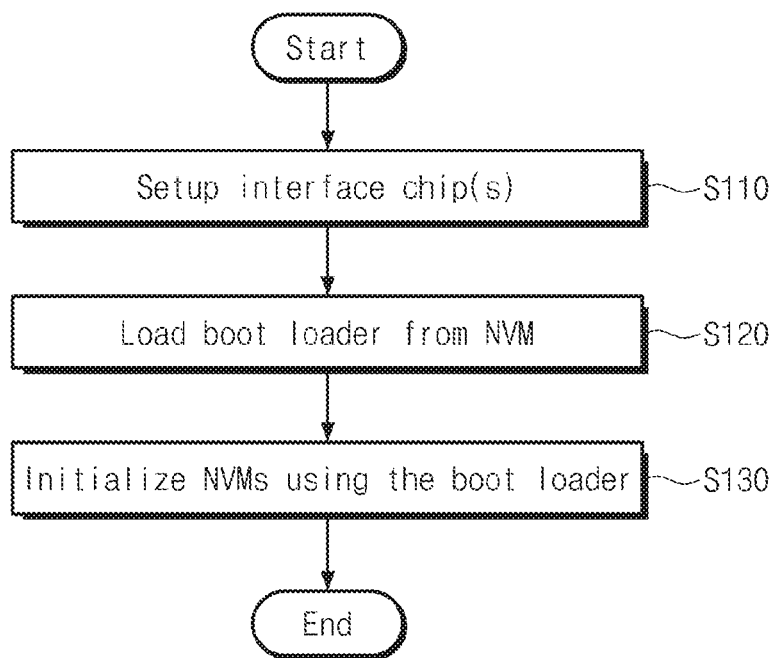 Start
Setup interface chip(s)
S110
Load boot loader from NVM
S120
Initialize NVMs using the boot loader
S130
End